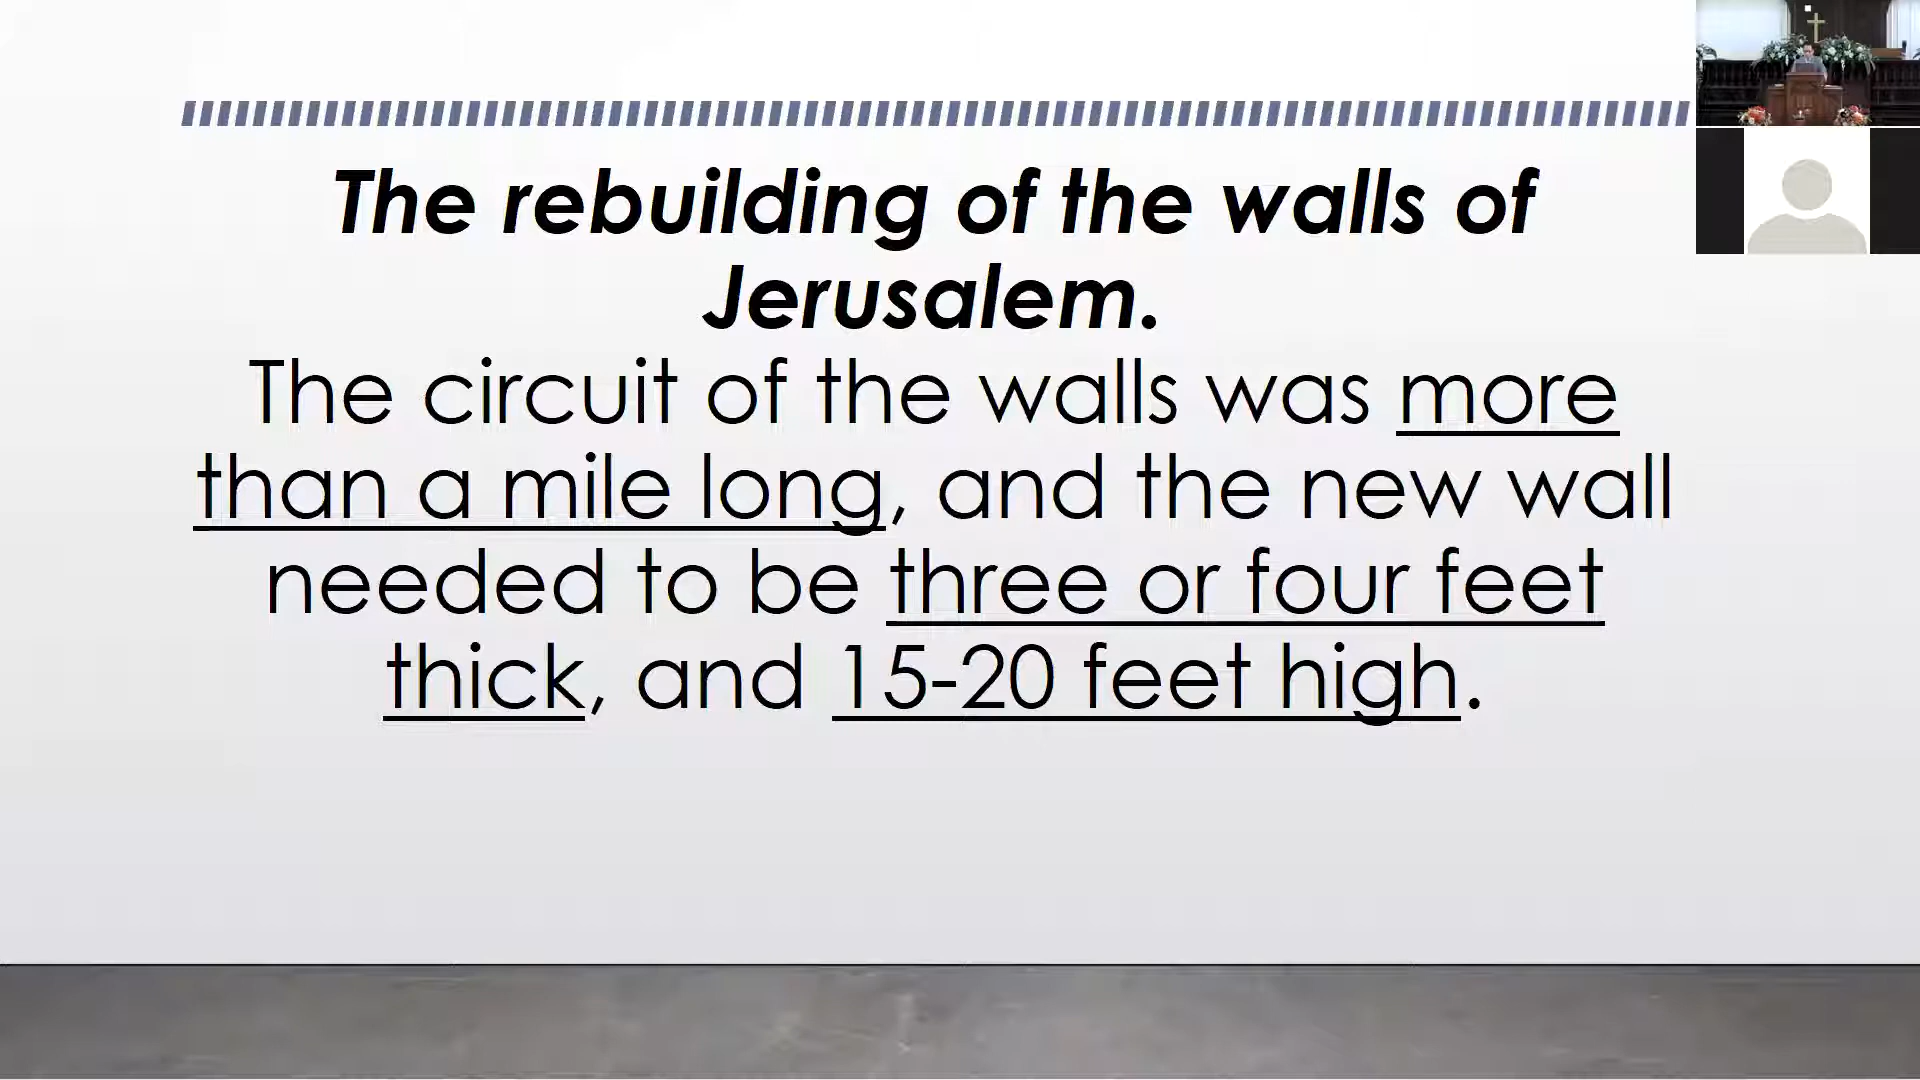 The rebuilding of the walls of
Jerusalem.
The circuit of the walls was more
than a mile long, and the new wall
needed to be three or four feet
thick, and 15-20 feet high.